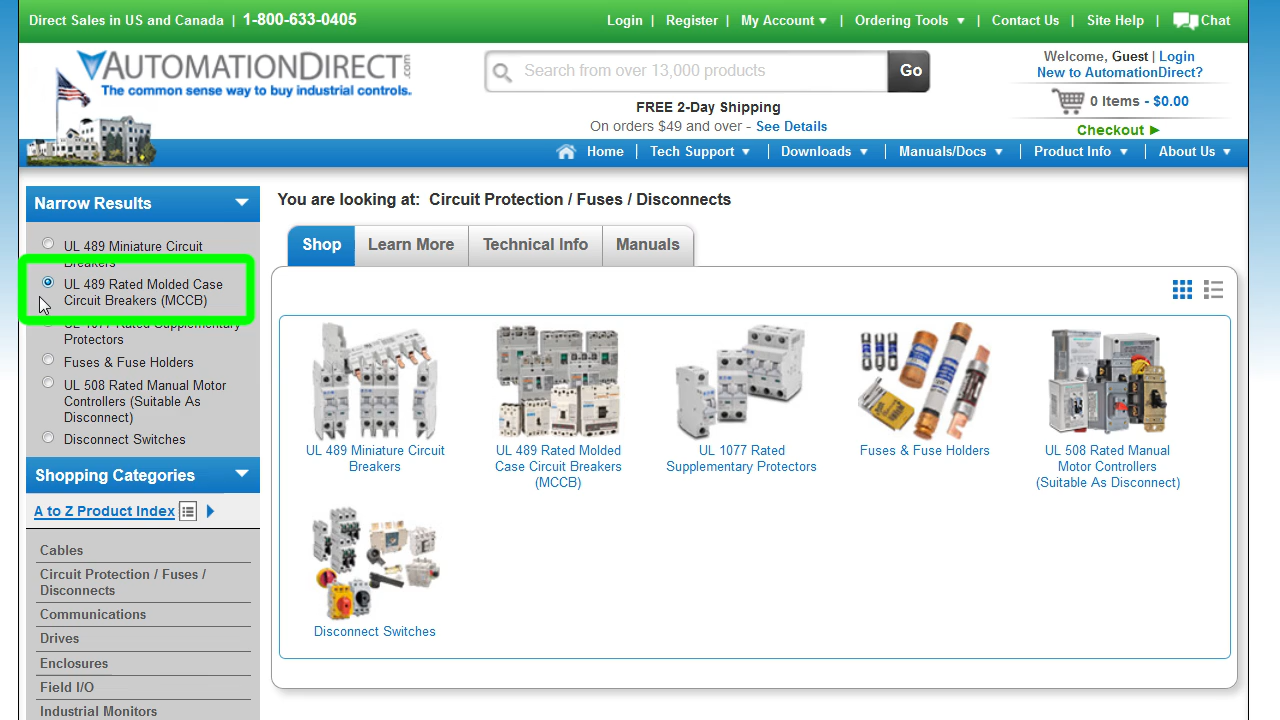 Direct Sales in US and Canada | 1-800-633-0405
Login | Register | My Account | Ordering Tools | Contact Us | Site Help | Chat
AUTOMATIONDIRECT.com
The common sense way to buy industrial controls.
Search from over 13,000 products
Go
FREE 2-Day Shipping
On orders $49 and over - See Details
Welcome, Guest | Login
New to AutomationDirect?
0 Items - $0.00
Checkout
Home | Tech Support | Downloads | Manuals/Docs | Product Info | About Us
Narrow Results
UL 489 Miniature Circuit
Breakers
UL 489 Rated Molded Case
Circuit Breakers (MCCB)
UL 1077 Rated Supplementary
Protectors
Fuses & Fuse Holders
UL 508 Rated Manual Motor
Controllers (Suitable As
Disconnect)
Disconnect Switches
Shopping Categories
A to Z Product Index
Cables
Circuit Protection / Fuses /
Disconnects
Communications
Drives
Enclosures
Field I/O
Industrial Monitors
You are looking at: Circuit Protection / Fuses / Disconnects
Shop
Learn More
Technical Info
Manuals
UL 489 Miniature Circuit
Breakers
UL 489 Rated Molded
Case Circuit Breakers
(MCCB)
UL 1077 Rated
Supplementary Protectors
Fuses & Fuse Holders
UL 508 Rated Manual
Motor Controllers
(Suitable As Disconnect)
Disconnect Switches